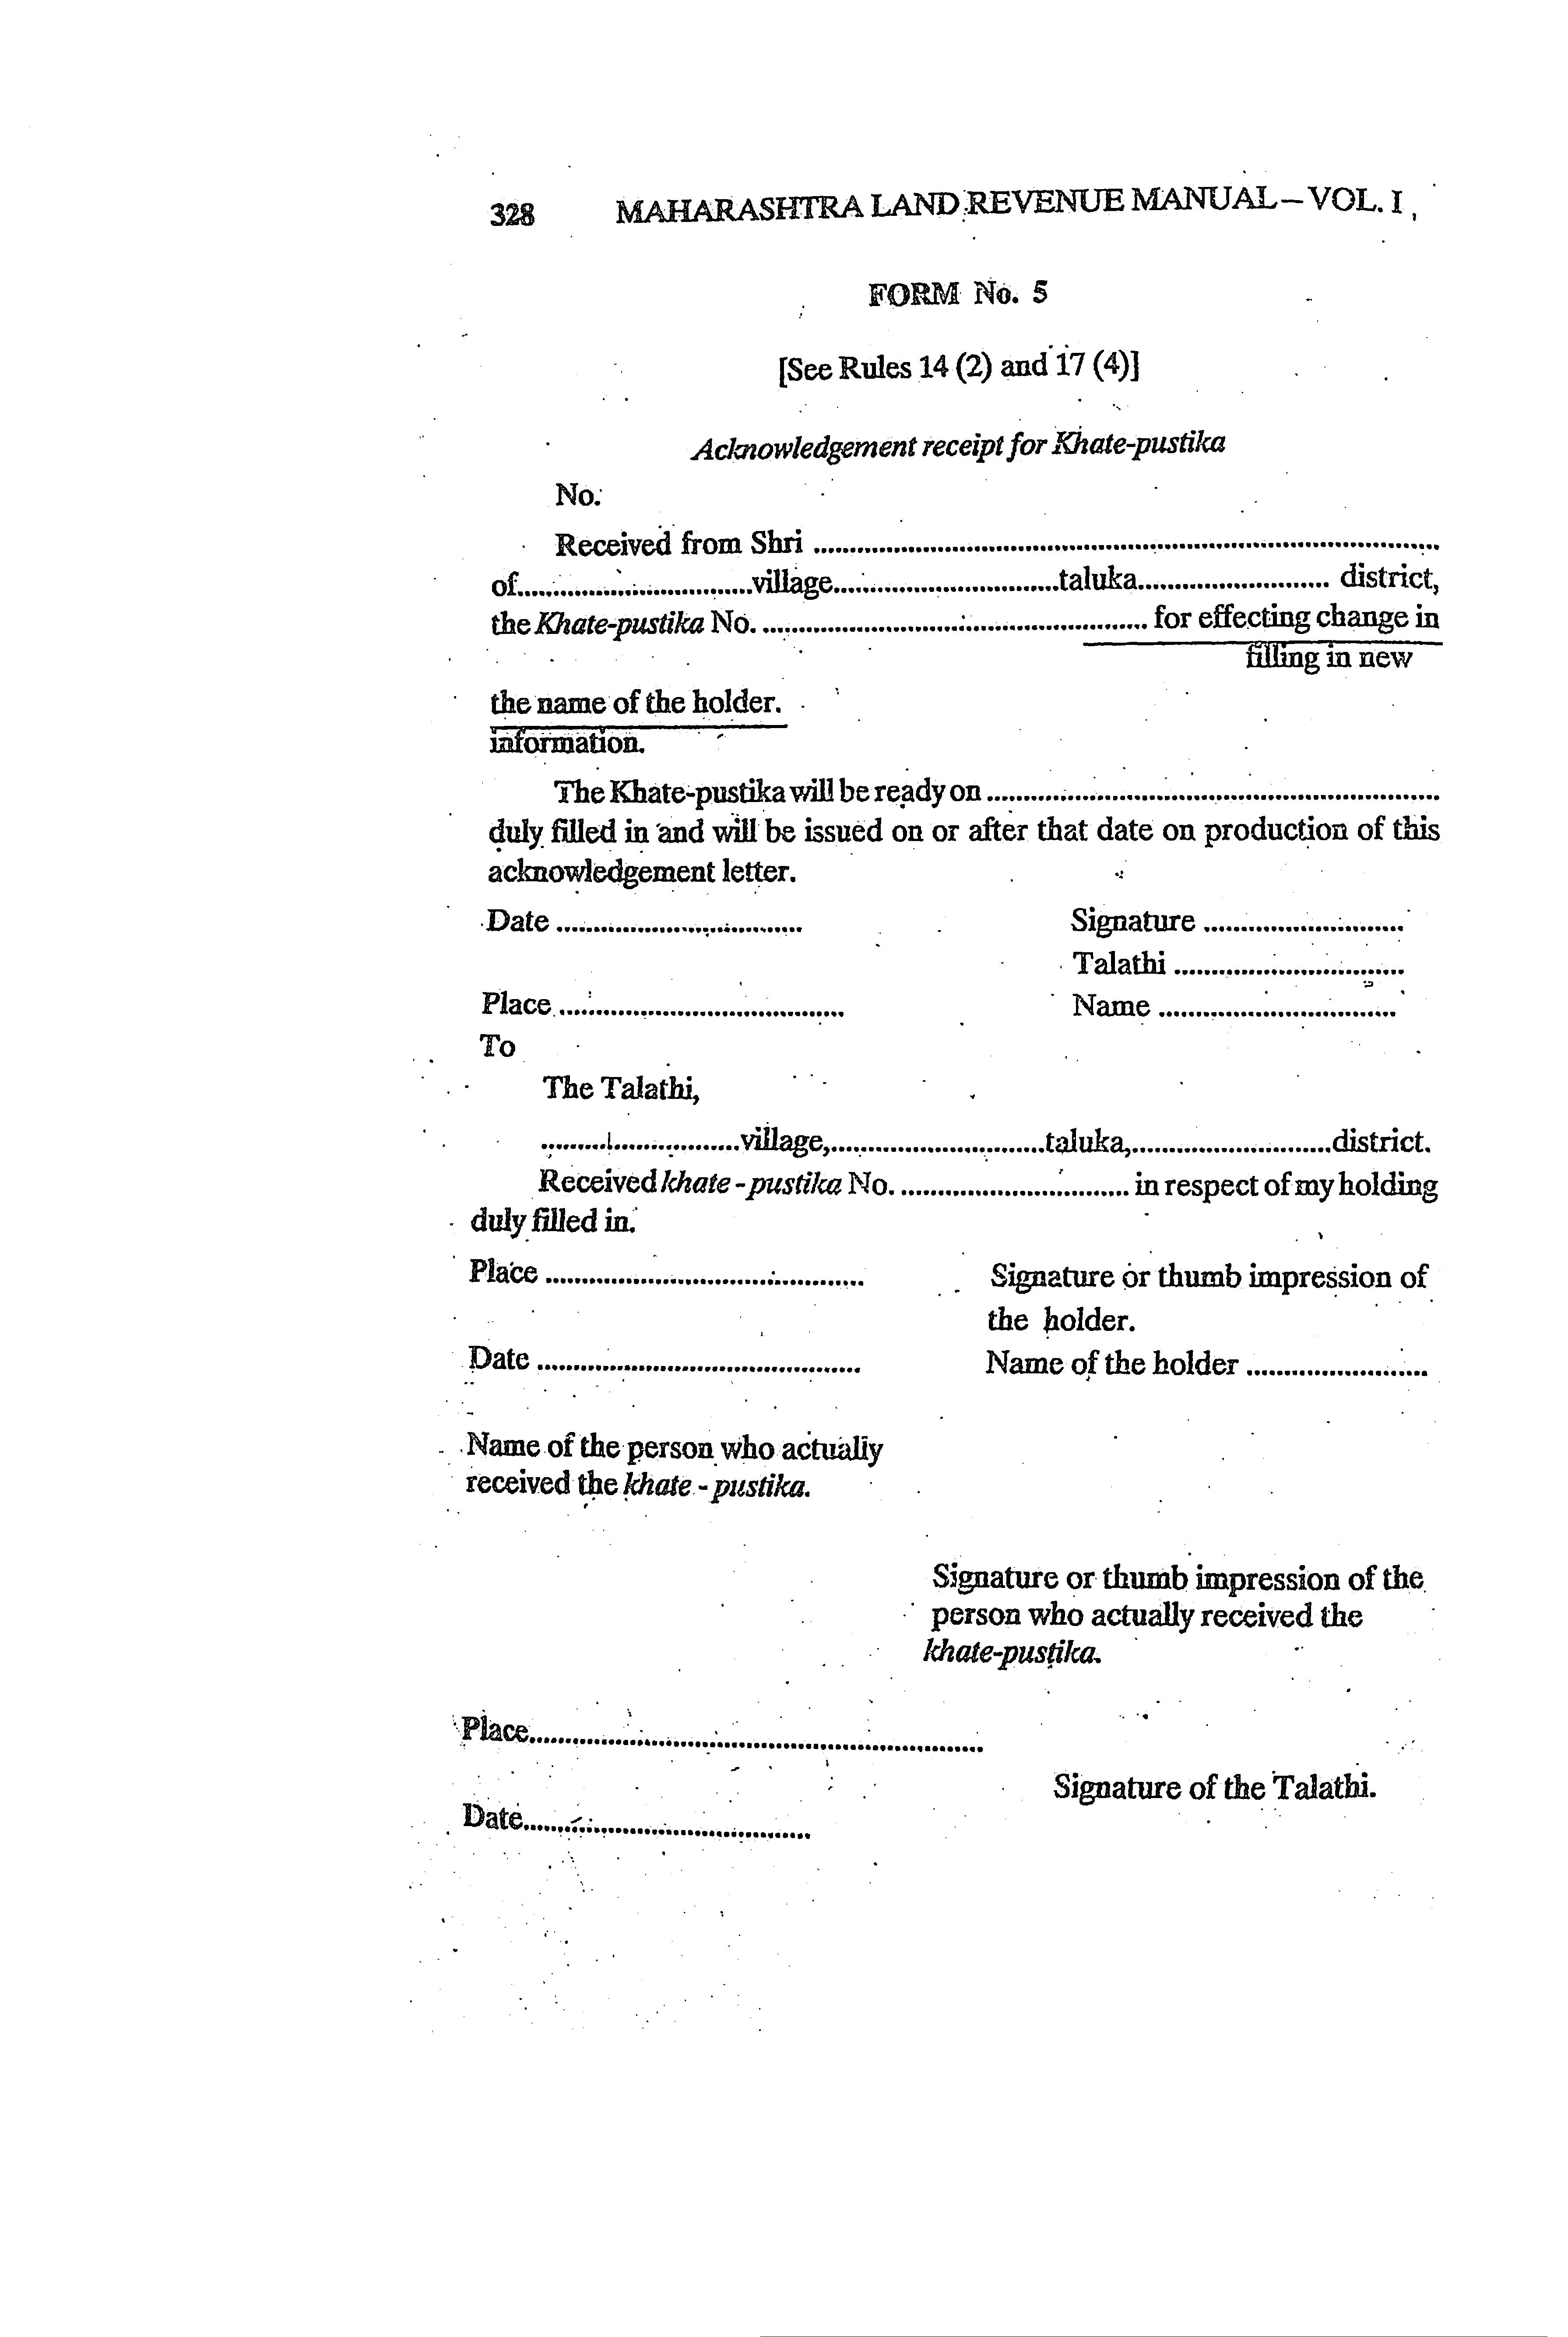 328 MAHARASHTRA LAND REVENUE MANUAL – VOL. I
FORM No. 5
[See Rules 14 (2) and 17 (4)]
Acknowledgement receipt for Khate-pustika
No.
Received from Shri ..........................................................................................
of.................................village................................taluka........................... district,
the Khate-pustika No. ...................................................... for effecting change in
filling in new
the name of the holder.
information.
The Khate-pustika will be ready on .................................................................
duly filled in and will be issued on or after that date on production of this
acknowledgement letter.
Date ................................... Signature ............................
Talathi ................................
Place ........................................ Name .................................
To
The Talathi,
............................village,..............................taluka,............................district.
Received khate - pustika No. ................................ in respect of my holding
duly filled in.
Place ............................................. Signature or thumb impression of
the holder.
Date ............................................. Name of the holder .........................
Name of the person who actually
received the khate - pustika.
Signature or thumb impression of the
person who actually received the
khate-pustika.
Place................................................................
Signature of the Talathi.
Date.........................................